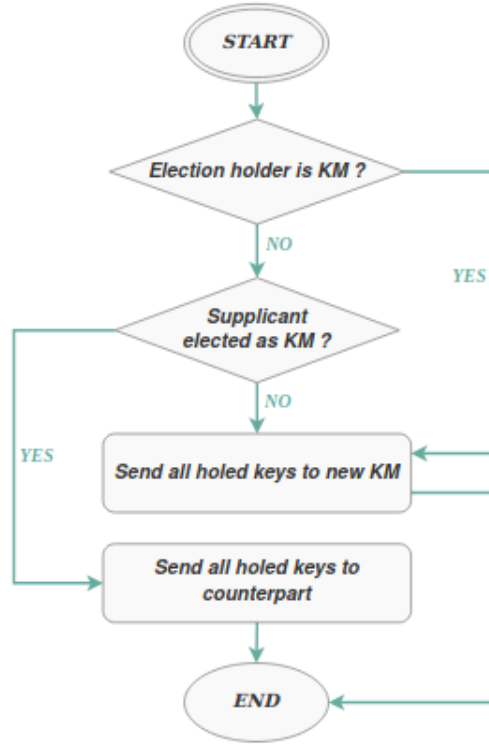 START
Election holder is KM ?
NO
YES
Supplicant
elected as KM ?
NO
YES
Send all holed keys to new KM
Send all holed keys to
counterpart
END